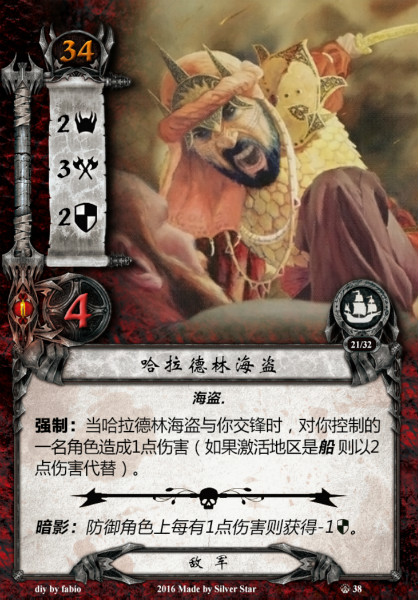 34
2
3
2
4
21/32
哈拉德林海盗
海盗.
强制：当哈拉德林海盗与你交锋时，对你控制的
一名角色造成1点伤害（如果激活地区是船 则以2
点伤害代替）。
暗影：防御角色上每有1点伤害则获得-1。
敌 军
diy by fabio
2016 Made by Silver Star
38